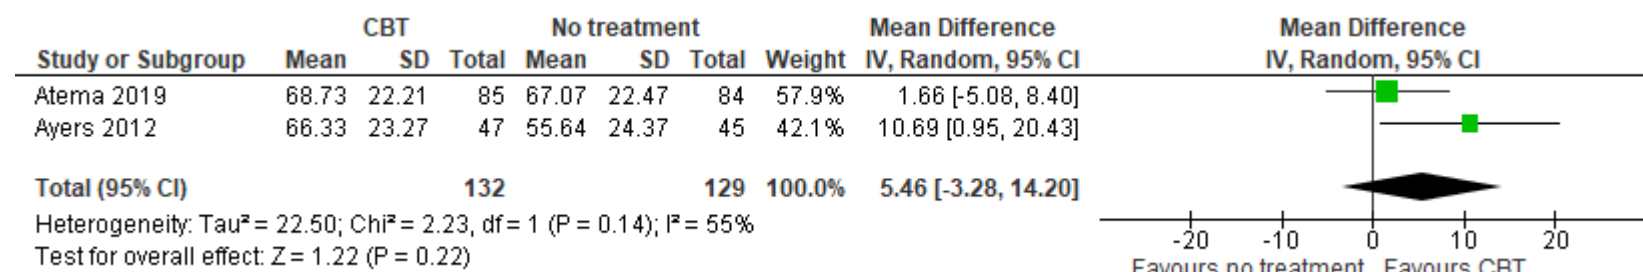 CBT No treatment Mean Difference Mean Difference
Study or Subgroup Mean SD Total Mean SD Total Weight IV, Random, 95% CI IV, Random, 95% CI
Atema 2019 68.73 22.21 85 67.07 22.47 84 57.9% 1.66 [-5.08, 8.40]
Ayers 2012 66.33 23.27 47 55.64 24.37 45 42.1% 10.69 [0.95, 20.43]
Total (95% CI) 132 129 100.0% 5.46 [-3.28, 14.20]
Heterogeneity: Tau² = 22.50; Chi² = 2.23, df = 1 (P = 0.14); I² = 55%
Test for overall effect: Z = 1.22 (P = 0.22)
-20 -10 0 10 20
Favours no treatment Favours CBT